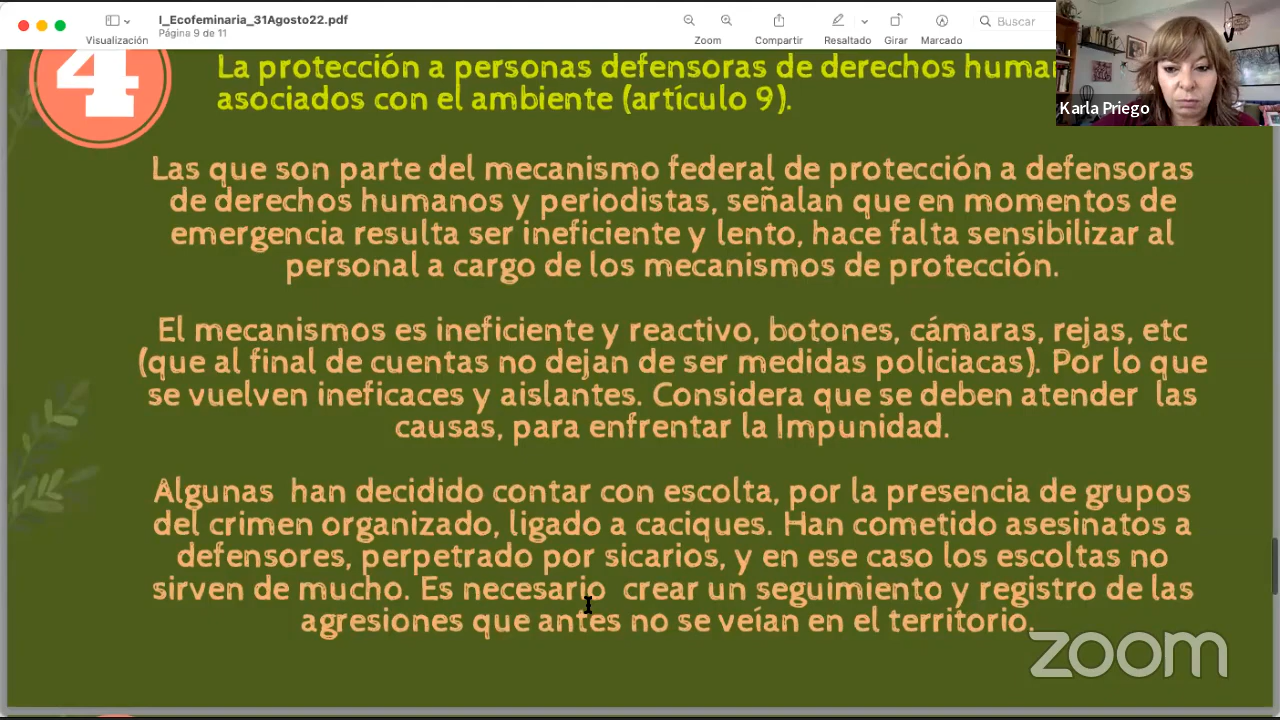 I_Ecofeminaria_31Agosto22.pdf
Página 9 de 11
Visualización
Zoom
Compartir
Resaltado
Girar
Marcado
Buscar
Karla Priego
4
La protección a personas defensoras de derechos
asociados con el ambiente (artículo 9).
Las que son parte del mecanismo federal de protección a defensoras
de derechos humanos y periodistas, señalan que en momentos de
emergencia resulta ser ineficiente y lento, hace falta sensibilizar al
personal a cargo de los mecanismos de protección.
El mecanismos es ineficiente y reactivo, botones, cámaras, rejas, etc
(que al final de cuentas no dejan de ser medidas policiacas). Por lo que
se vuelven ineficaces y aislantes. Considera que se deben atender  las
causas, para enfrentar la Impunidad.
Algunas  han decidido contar con escolta, por la presencia de grupos
del crimen organizado, ligado a caciques. Han cometido asesinatos a
defensores, perpetrado por sicarios, y en ese caso los escoltas no
sirven de mucho. Es necesario  crear un seguimiento y registro de las
agresiones que antes no se veían en el territorio.
zoom